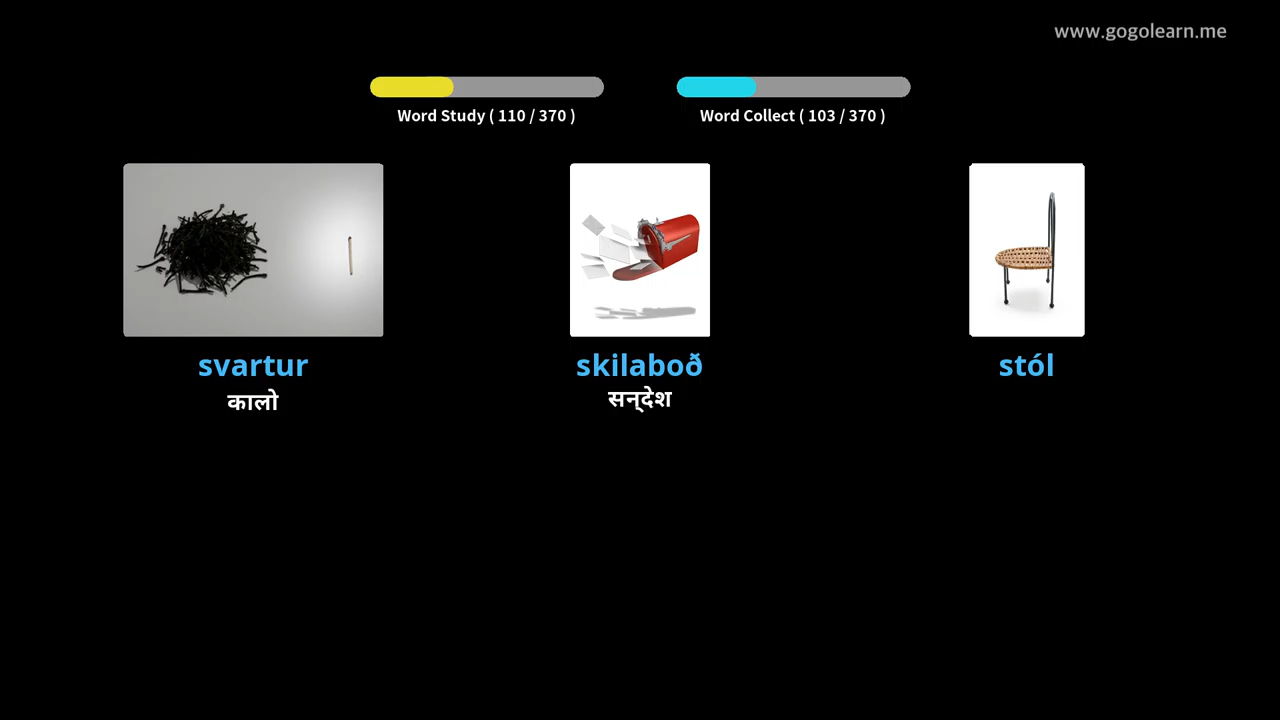 www.gogolearn.me
Word Study ( 110 / 370 )
Word Collect ( 103 / 370 )
svartur
skilaboð
stól
कालो
सन्‌देश